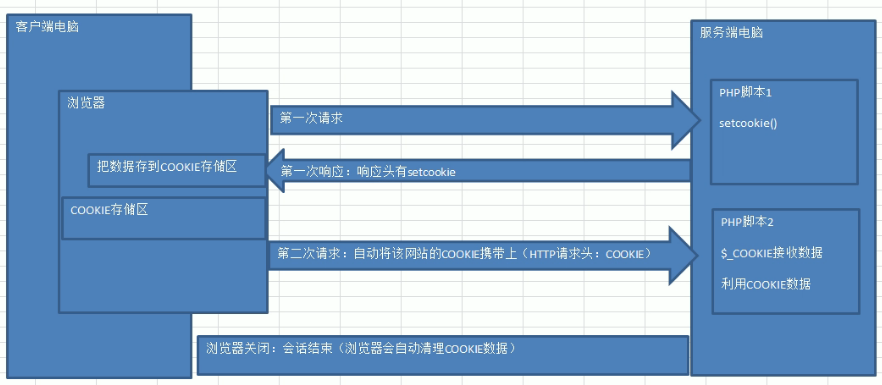 客户端电脑
服务端电脑
浏览器
PHP脚本1
setcookie()
第一次请求
把数据存到COOKIE存储区
第一次响应：响应头有setcookie
COOKIE存储区
PHP脚本2
第二次请求：自动将该网站的COOKIE携带上（HTTP请求头：COOKIE）
$_COOKIE接收数据
利用COOKIE数据
浏览器关闭：会话结束（浏览器会自动清理COOKIE数据）